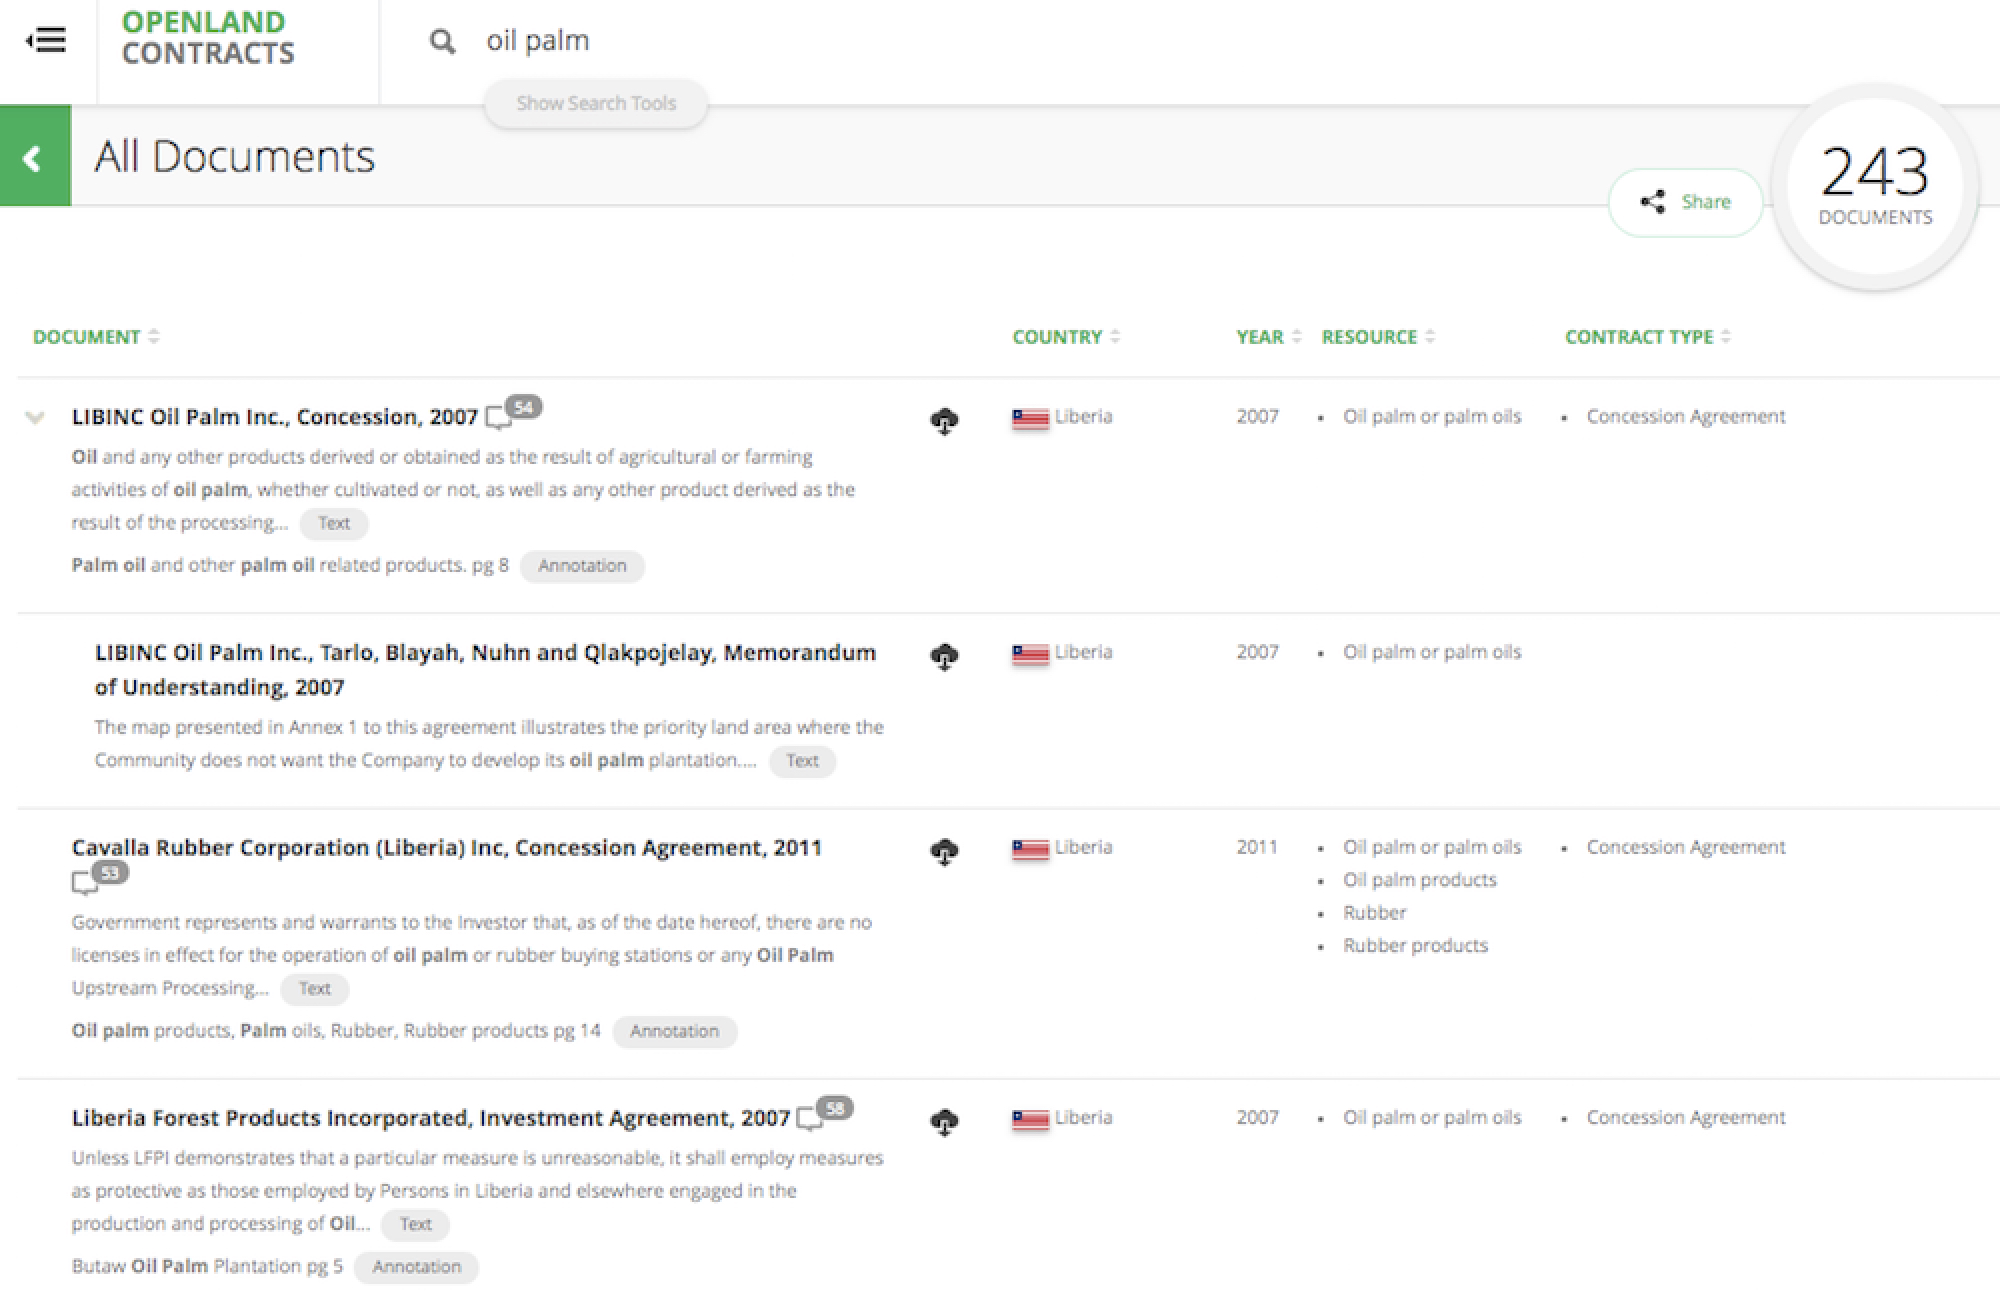 OPENLAND
CONTRACTS
oil palm
Show Search Tools
All Documents
Share
243
DOCUMENTS
DOCUMENT COUNTRY YEAR RESOURCE CONTRACT TYPE
LIBINC Oil Palm Inc., Concession, 2007 54 Liberia 2007 • Oil palm or palm oils • Concession Agreement
Oil and any other products derived or obtained as the result of agricultural or farming
activities of oil palm, whether cultivated or not, as well as any other product derived as the
result of the processing... Text
Palm oil and other palm oil related products. pg 8 Annotation
LIBINC Oil Palm Inc., Tarlo, Blayah, Nuhn and Qlakpojelay, Memorandum Liberia 2007 • Oil palm or palm oils
of Understanding, 2007
The map presented in Annex 1 to this agreement illustrates the priority land area where the
Community does not want the Company to develop its oil palm plantation.... Text
Cavalla Rubber Corporation (Liberia) Inc, Concession Agreement, 2011 Liberia 2011 • Oil palm or palm oils • Concession Agreement
53 • Oil palm products
• Rubber
Government represents and warrants to the Investor that, as of the date hereof, there are no
• Rubber products
licenses in effect for the operation of oil palm or rubber buying stations or any Oil Palm
Upstream Processing... Text
Oil palm products, Palm oils, Rubber, Rubber products pg 14 Annotation
Liberia Forest Products Incorporated, Investment Agreement, 2007 58 Liberia 2007 • Oil palm or palm oils • Concession Agreement
Unless LFPI demonstrates that a particular measure is unreasonable, it shall employ measures
as protective as those employed by Persons in Liberia and elsewhere engaged in the
production and processing of Oil... Text
Butaw Oil Palm Plantation pg 5 Annotation